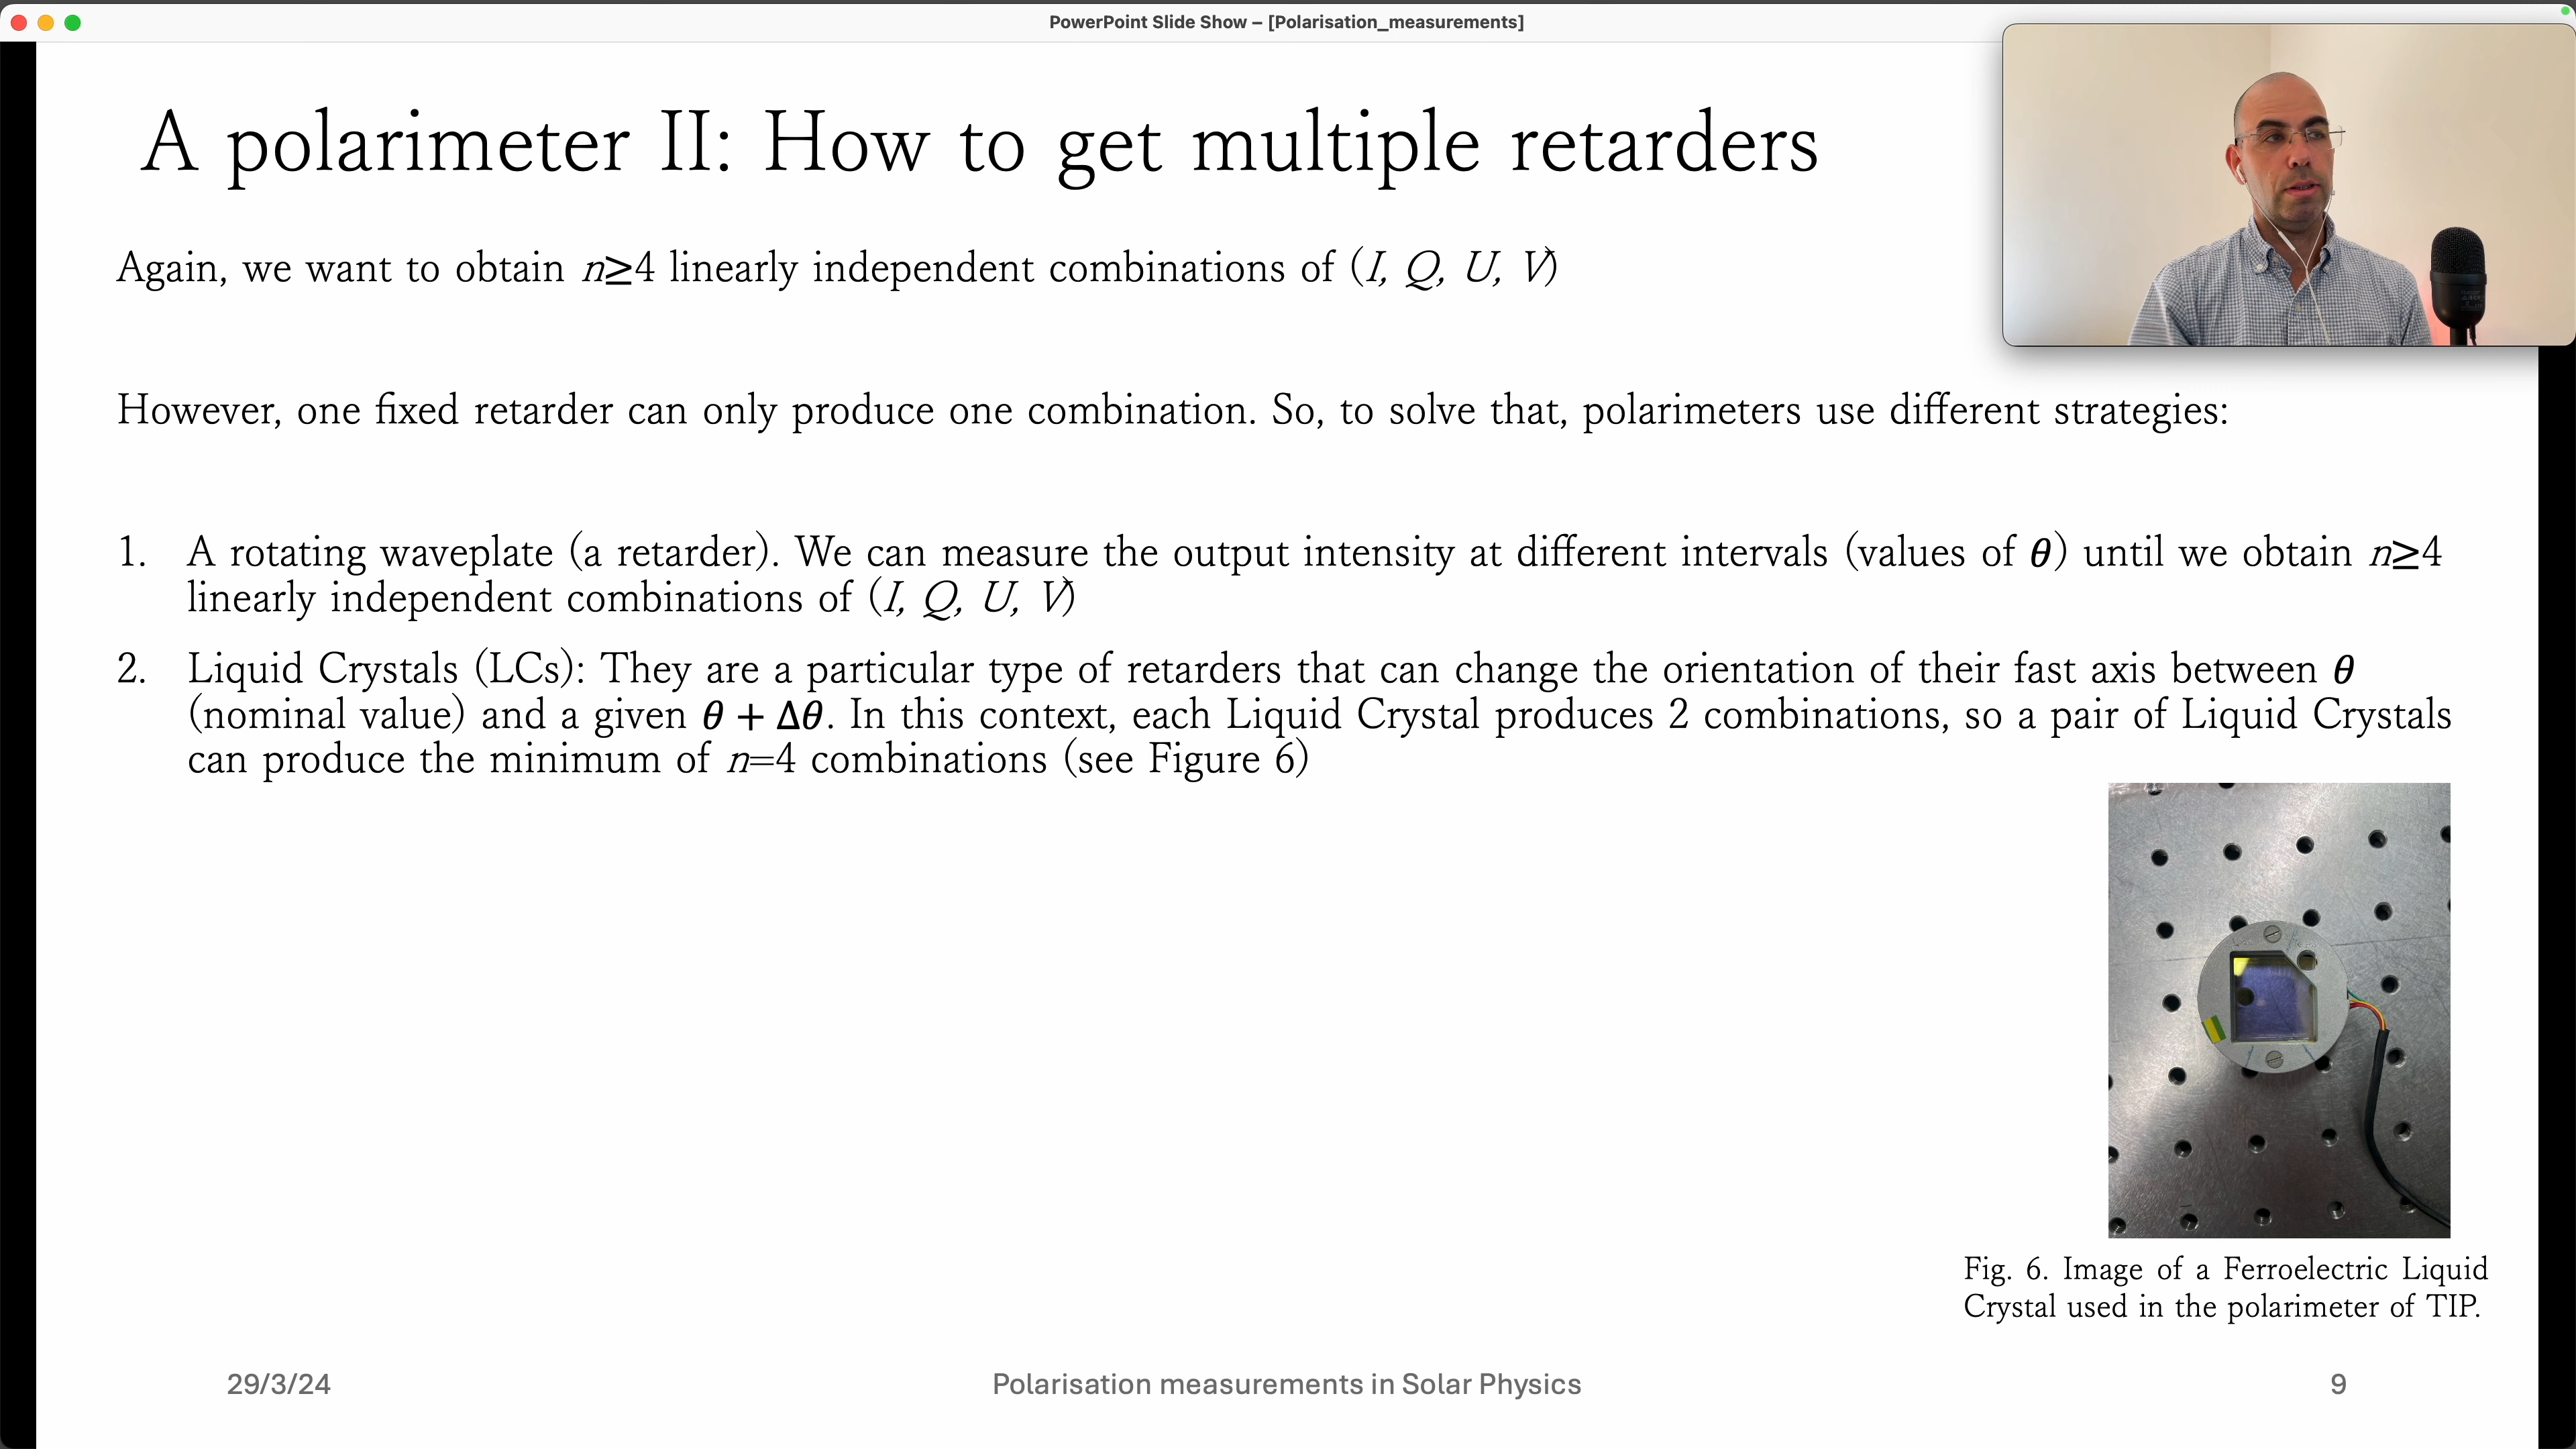 PowerPoint Slide Show – [Polarisation_measurements]
A polarimeter II: How to get multiple retarders
Again, we want to obtain n≥4 linearly independent combinations of (I, Q, U, V)
However, one fixed retarder can only produce one combination. So, to solve that, polarimeters use different strategies:
1. A rotating waveplate (a retarder). We can measure the output intensity at different intervals (values of θ) until we obtain n≥4
linearly independent combinations of (I, Q, U, V)
2. Liquid Crystals (LCs): They are a particular type of retarders that can change the orientation of their fast axis between θ
(nominal value) and a given θ + Δθ. In this context, each Liquid Crystal produces 2 combinations, so a pair of Liquid Crystals
can produce the minimum of n=4 combinations (see Figure 6)
Fig. 6. Image of a Ferroelectric Liquid
Crystal used in the polarimeter of TIP.
29/3/24
Polarisation measurements in Solar Physics
9